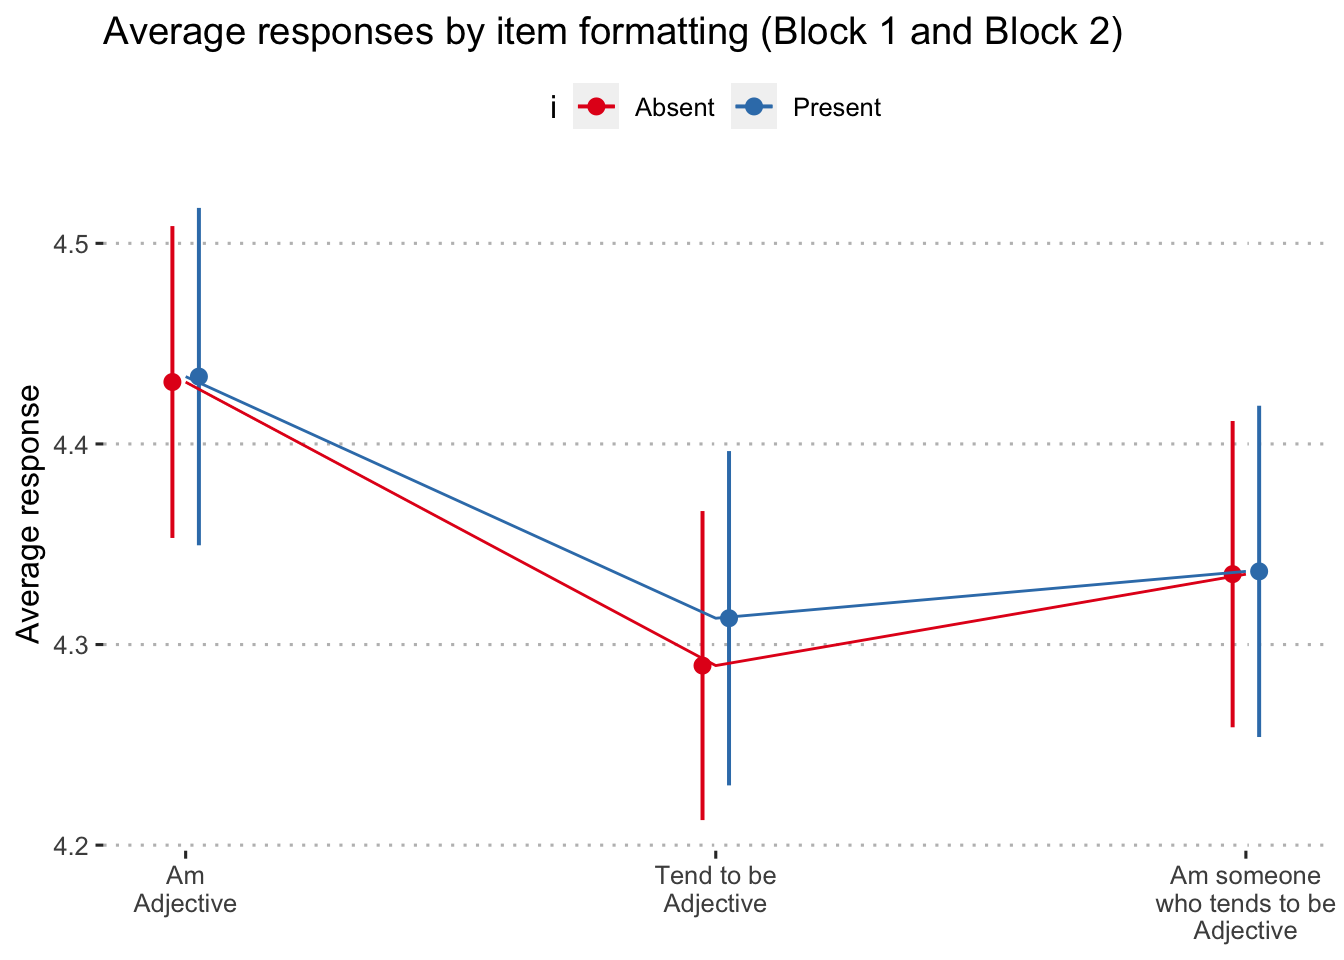 Average responses by item formatting (Block 1 and Block 2)
i Absent Present
Average response
4.5
4.4
4.3
4.2
Am
Adjective
Tend to be
Adjective
Am someone
who tends to be
Adjective